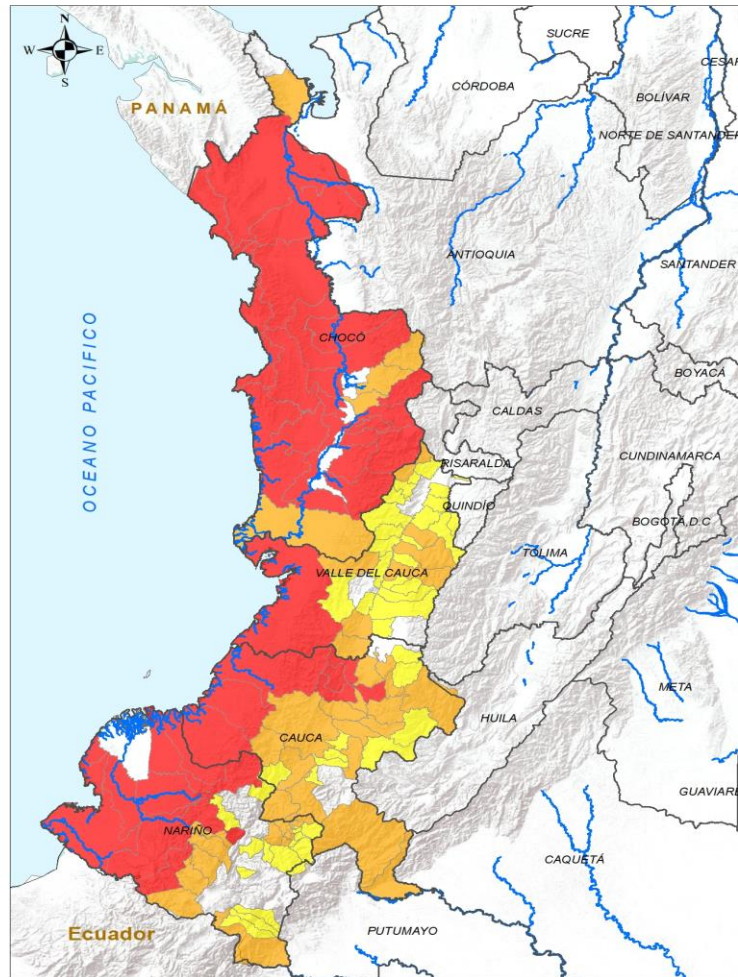 N
W E
S
PANAMÁ
SUCRE
CESAR
CÓRDOBA
BOLÍVAR
NORTE DE SANTANDER
ANTIOQUIA
SANTANDER
OCEANO PACIFICO
CHOCÓ
BOYACÁ
CALDAS
CUNDINAMARCA
RISARALDA
QUINDÍO
BOGOTÁ,D.C
TOLIMA
VALLE DEL CAUCA
META
HUILA
CAUCA
GUAVIARE
NARIÑO
CAQUETÁ
Ecuador
PUTUMAYO